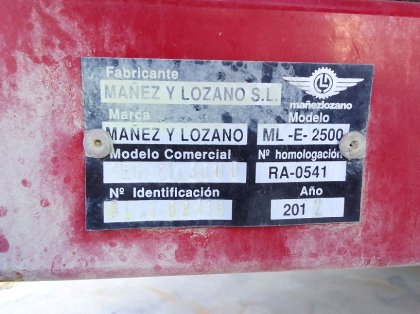 Fabricante
MAÑEZ Y LOZANO S.L.
mañezlozano
Marca Modelo
MAÑEZ Y LOZANO ML-E-2500
Modelo Comercial Nº homologación
RA-0541
Nº Identificación Año
201